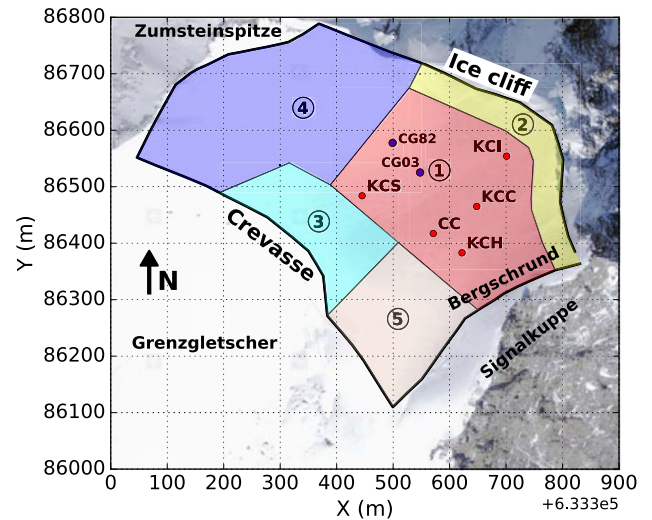 86800
86700
86600
86500
86400
86300
86200
86100
86000
Y (m)
Zumsteinspitze
Ice cliff
④
②
CG82
KCI
CG03
①
KCS
KCC
③
CC
KCH
Crevasse
Bergschrund
N
⑤
Signalkuppe
Grenzgletscher
0 100 200 300 400 500 600 700 800 900
X (m)
+6.333e5